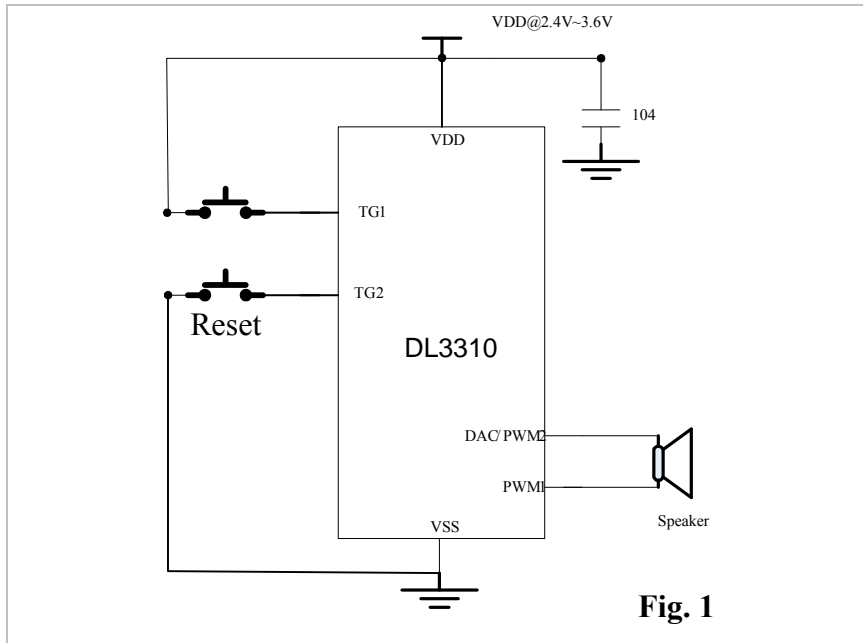 VDD@2.4V~3.6V
104
VDD
TG1
TG2
Reset
DL3310
DAC/PWM2
PWM1
Speaker
VSS
Fig. 1